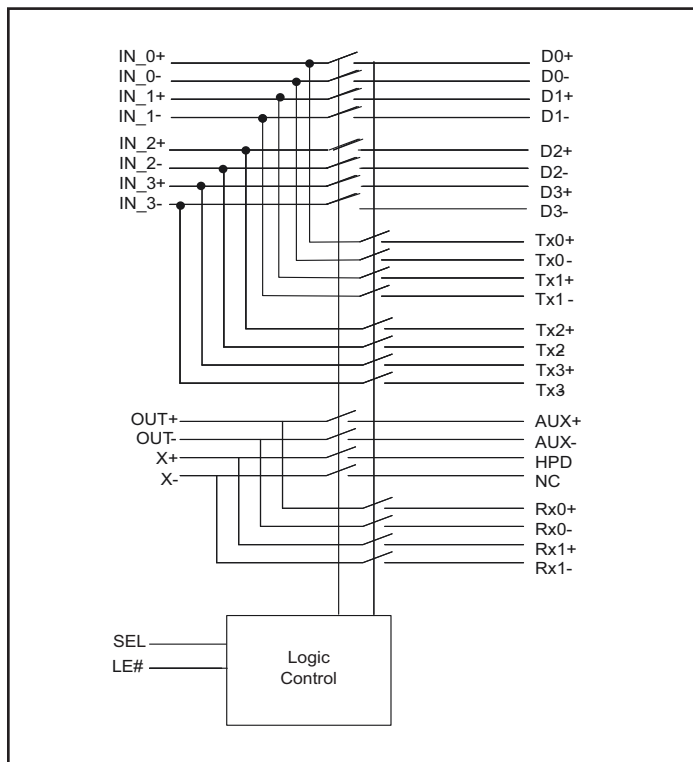 IN_0+
IN_0-
IN_1+
IN_1-
IN_2+
IN_2-
IN_3+
IN_3-
D0+
D0-
D1+
D1-
D2+
D2-
D3+
D3-
Tx0+
Tx0-
Tx1+
Tx1-
Tx2+
Tx2
Tx3+
Tx3
OUT+
OUT-
X+
X-
AUX+
AUX-
HPD
NC
Rx0+
Rx0-
Rx1+
Rx1-
SEL
LE#
Logic
Control